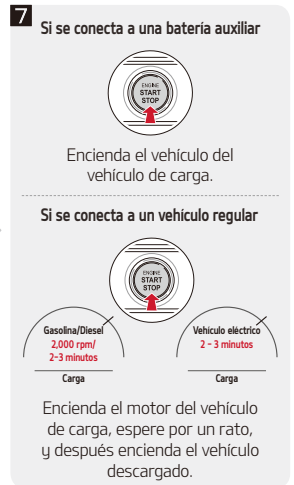 7
Si se conecta a una batería auxiliar
ENGINE
START
STOP
Encienda el vehículo del
vehículo de carga.
Si se conecta a un vehículo regular
ENGINE
START
STOP
Gasolina/Diesel
2,000 rpm/
2-3 minutos
Carga
Vehículo eléctrico
2 - 3 minutos
Carga
Encienda el motor del vehículo
de carga, espere por un rato,
y después encienda el vehículo
descargado.